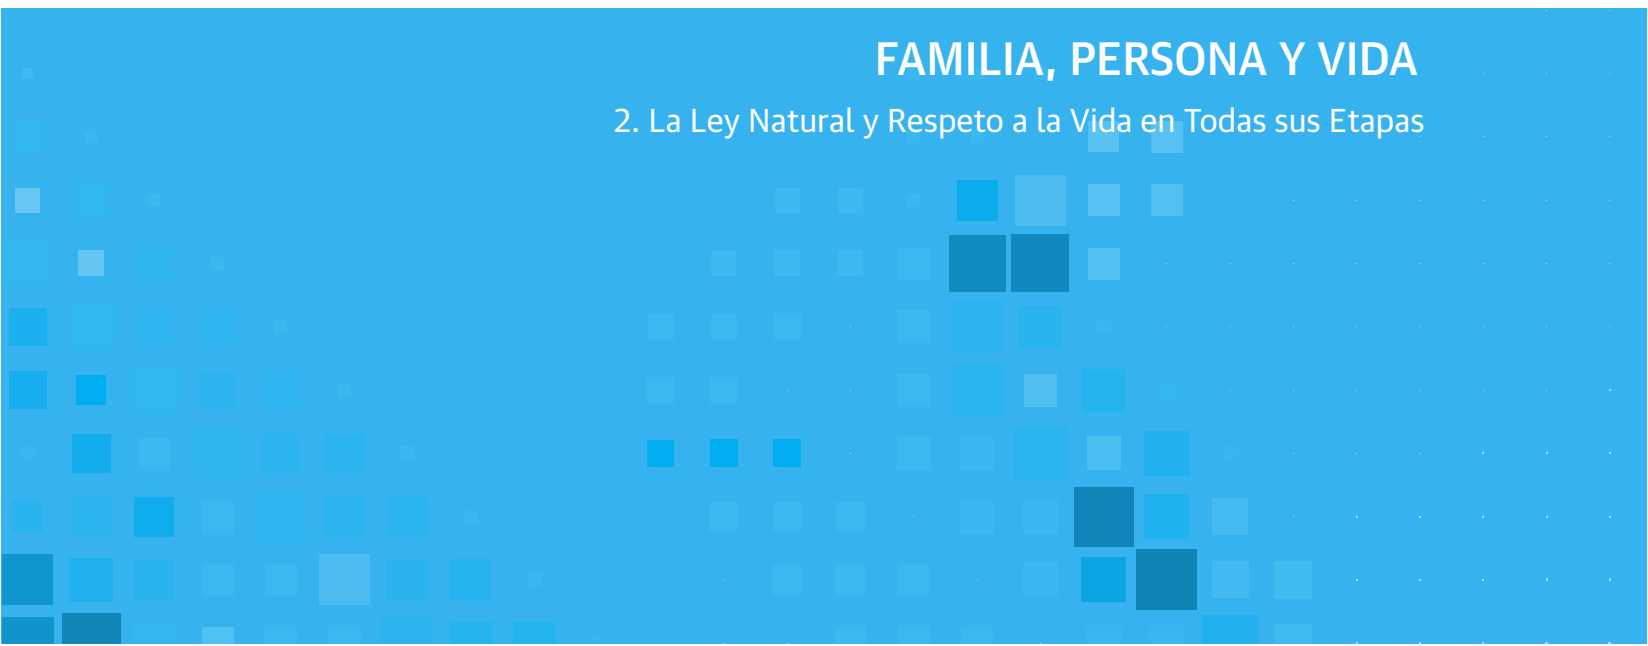 FAMILIA, PERSONA Y VIDA
2. La Ley Natural y Respeto a la Vida en Todas sus Etapas